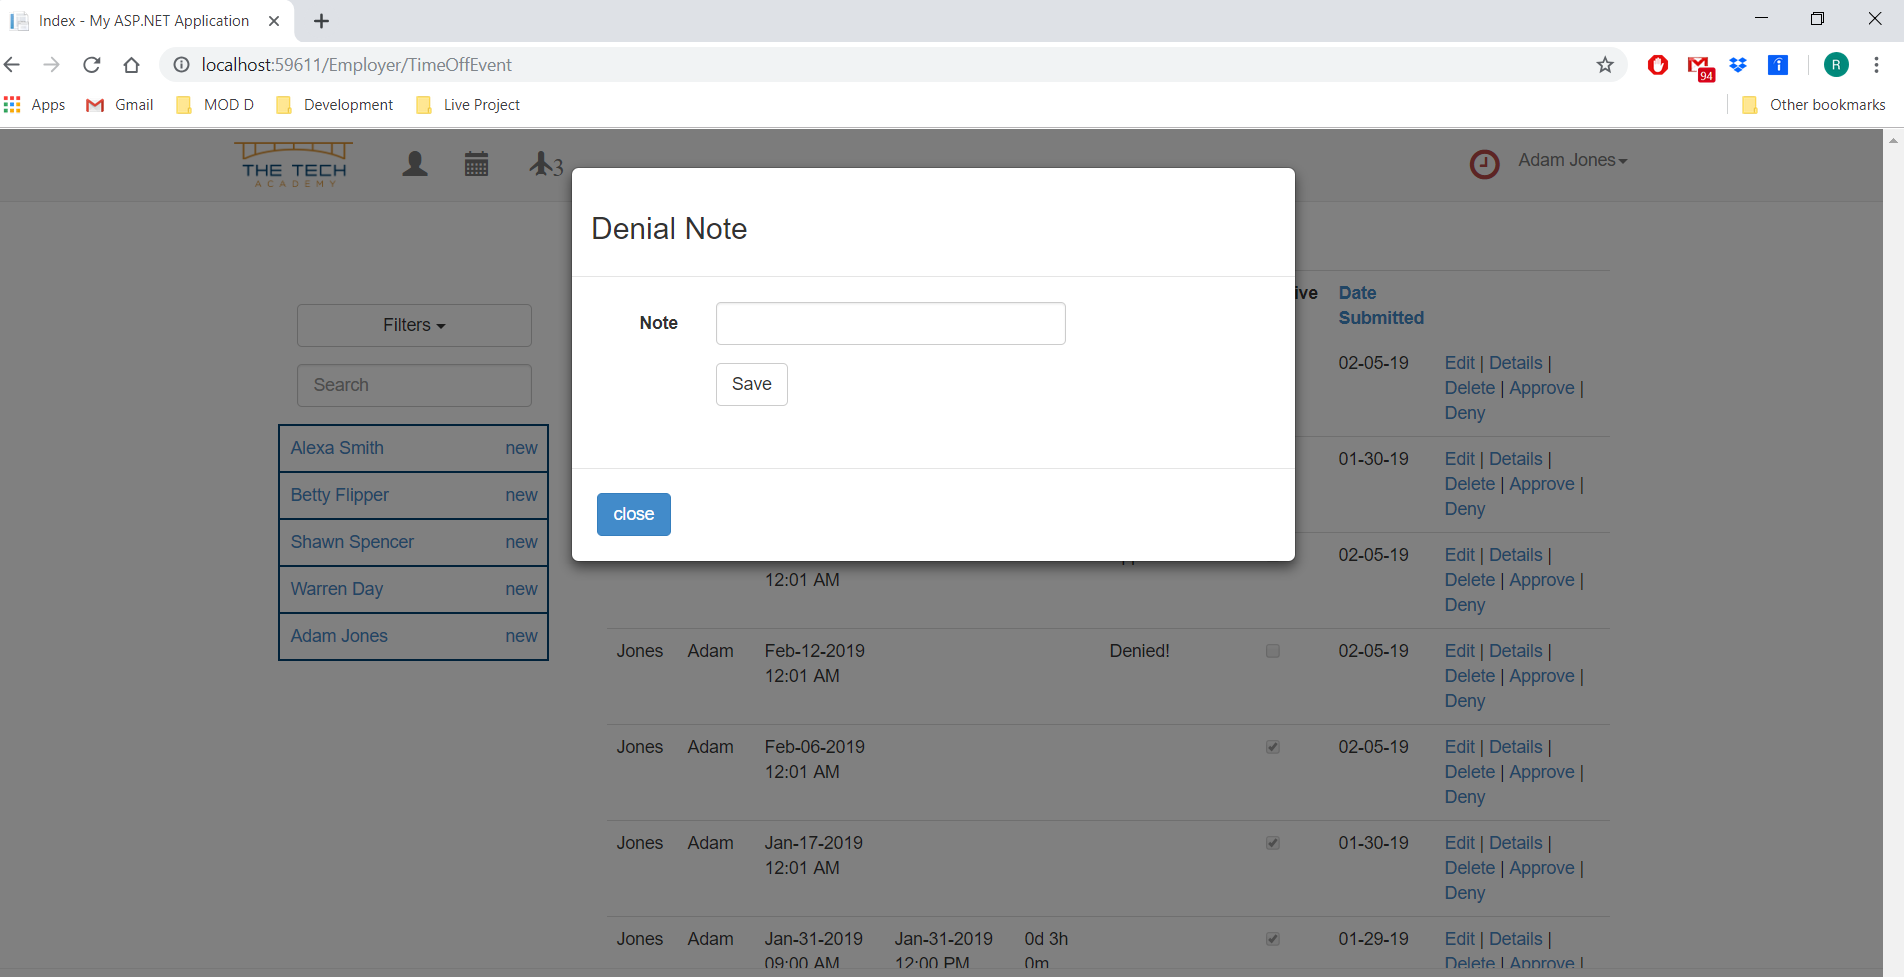 Index - My ASP.NET Application
localhost:59611/Employer/TimeOffEvent
94
R
Apps
Gmail
MOD D
Development
Live Project
Other bookmarks
THE TECH
ACADEMY
3
Adam Jones
Denial Note
Note
Save
close
Filters
Search
Alexa Smith new
Betty Flipper new
Shawn Spencer new
Warren Day new
Adam Jones new
ive Date
Submitted
02-05-19 Edit | Details |
Delete | Approve |
Deny
01-30-19 Edit | Details |
Delete | Approve |
Deny
02-05-19 Edit | Details |
12:01 AM Delete | Approve |
Deny
Jones Adam Feb-12-2019 Denied! 02-05-19 Edit | Details |
12:01 AM Delete | Approve |
Deny
Jones Adam Feb-06-2019 02-05-19 Edit | Details |
12:01 AM Delete | Approve |
Deny
Jones Adam Jan-17-2019 01-30-19 Edit | Details |
12:01 AM Delete | Approve |
Deny
Jones Adam Jan-31-2019 Jan-31-2019 0d 3h 01-29-19 Edit | Details |
09:00 AM 12:00 PM 0m Delete | Approve |